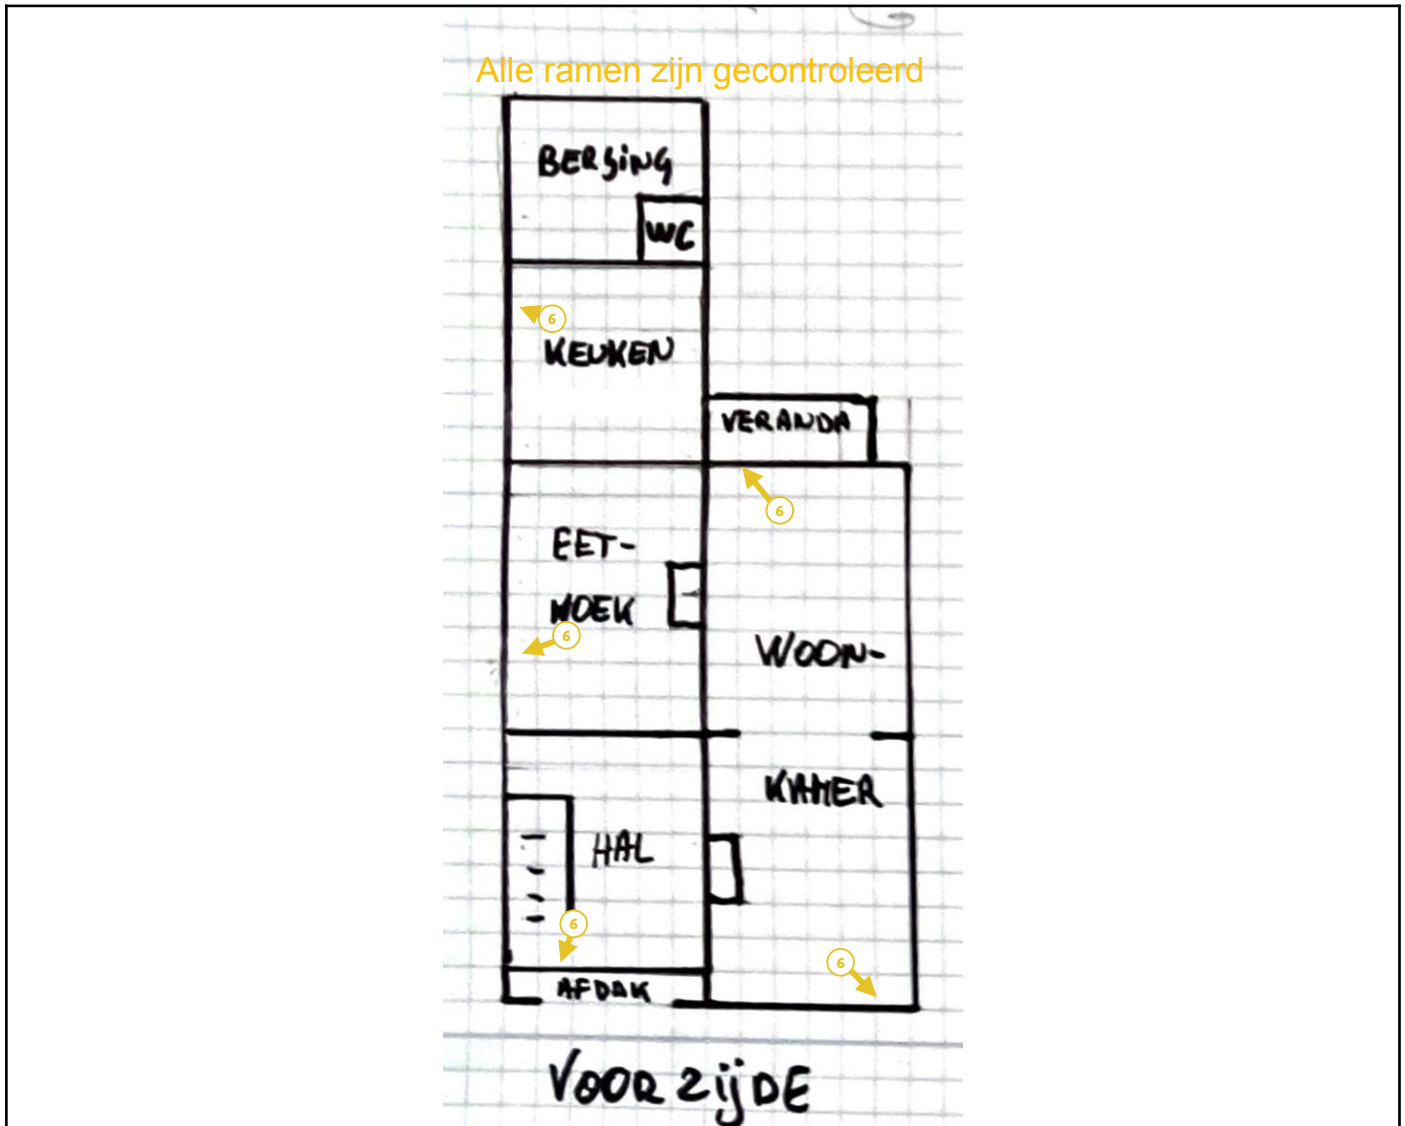 Alle ramen zijn gecontroleerd
BERGING
WC
6
KEUKEN
VERANDA
6
EET-
HOEK
6
WOON-
KAMER
HAL
6
6
AFDAK
VOORZIJDE